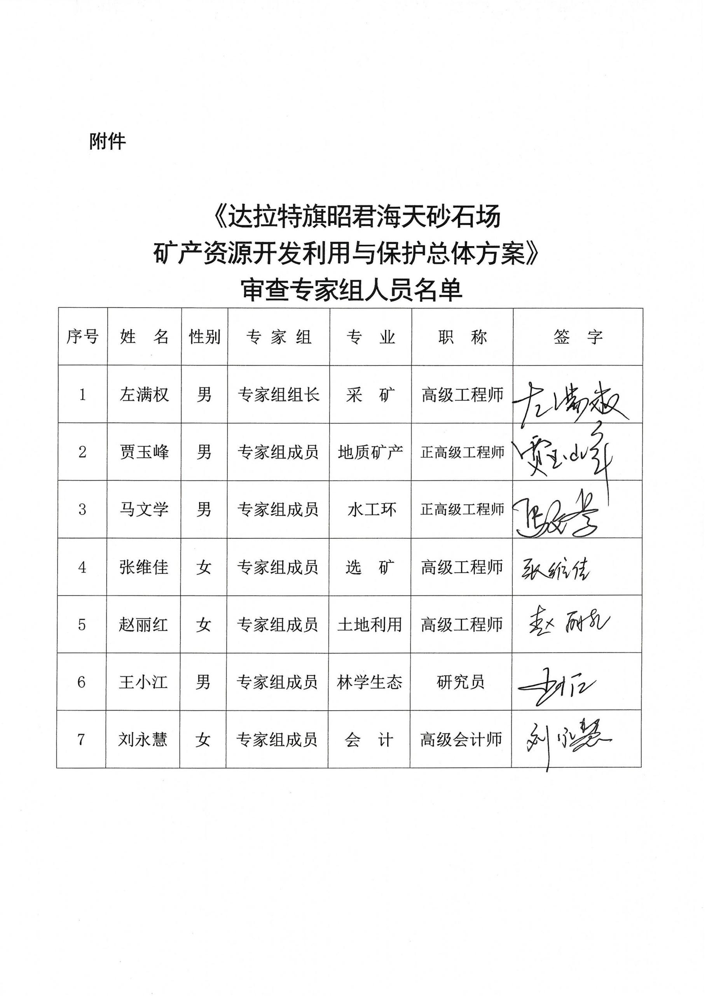 附件
《达拉特旗昭君海天砂石场
矿产资源开发利用与保护总体方案》
审查专家组人员名单
序号 姓 名 性别 专 家 组 专 业 职 称 签 字
1 左满权 男 专家组组长 采 矿 高级工程师 左满权
2 贾玉峰 男 专家组成员 地质矿产 正高级工程师 贾玉峰
3 马文学 男 专家组成员 水工环 正高级工程师 马文学
4 张维佳 女 专家组成员 选 矿 高级工程师 张维佳
5 赵丽红 女 专家组成员 土地利用 高级工程师 赵丽红
6 王小江 男 专家组成员 林学生态 研究员 王小江
7 刘永慧 女 专家组成员 会 计 高级会计师 刘永慧